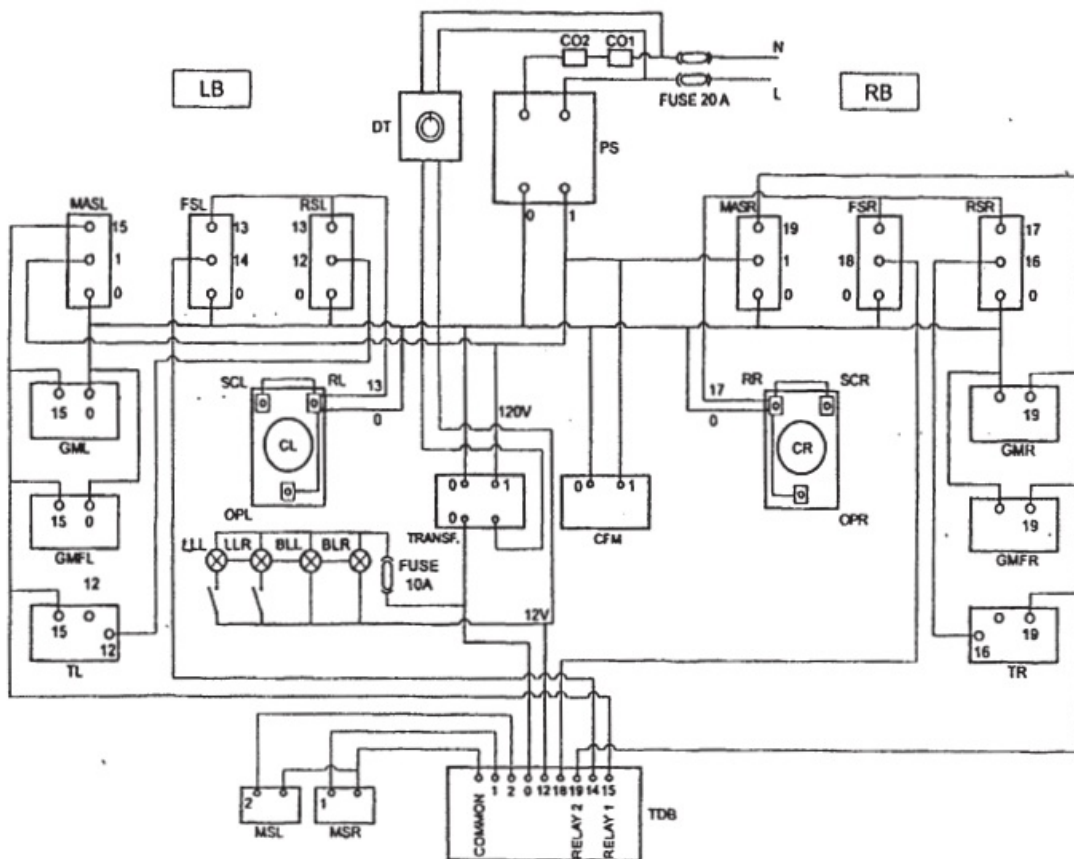 CO2 CO1 N
LB RB
FUSE 20 A L
DT PS
MASL FSL RSL 0 1 MASR FSR RSR
15 13 13 19 17
1 14 12 1 18 16
0 0 0 0 0 0
SCL RL 13 17 RR SCR
15 0 0 120V 0 19
GML CL CR GMR
0 1 0 1
15 0 OPL 0 OPR 19
TRANSF. CFM
GMFL LLL LLR BLL BLR FUSE GMFR
12 10A
15 12V 19
12 16
TL TR
2 1 COMMON 1 2 0 12 18 19 14 15 TDB
RELAY 2 RELAY 1
MSL MSR